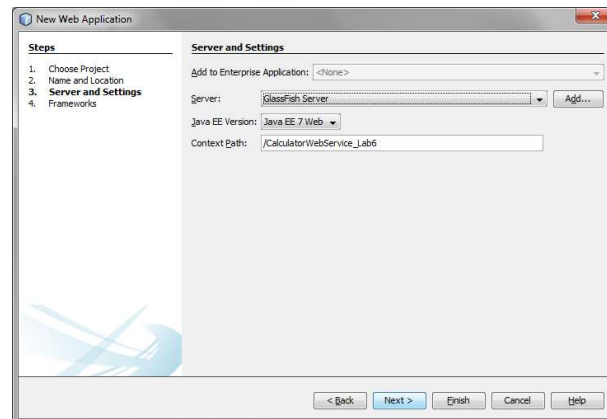 New Web Application
Steps
1. Choose Project
2. Name and Location
3. Server and Settings
4. Frameworks
Server and Settings
Add to Enterprise Application: <None>
Server: GlassFish Server Add...
Java EE Version: Java EE 7 Web
Context Path: /CalculatorWebService_Lab6
< Back Next > Finish Cancel Help